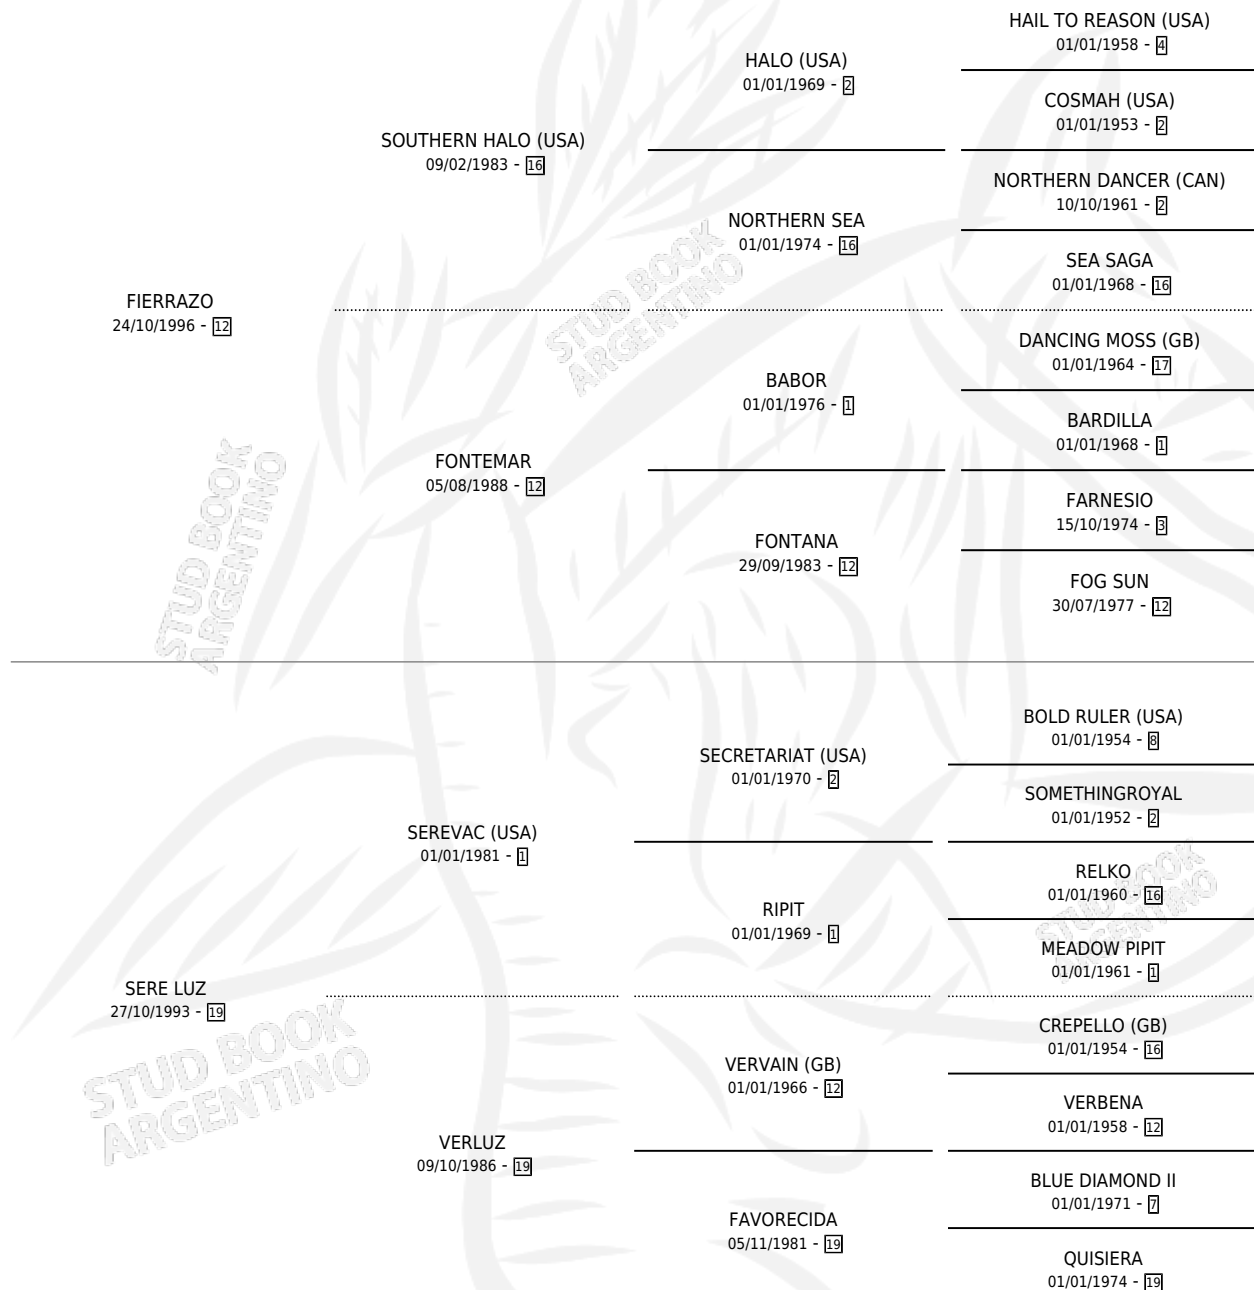 HAIL TO REASON (USA)
01/01/1958 - 4
HALO (USA)
01/01/1969 - 2
COSMAH (USA)
01/01/1953 - 2
SOUTHERN HALO (USA)
09/02/1983 - 16
NORTHERN DANCER (CAN)
10/10/1961 - 2
NORTHERN SEA
01/01/1974 - 16
SEA SAGA
01/01/1968 - 16
FIERRAZO
24/10/1996 - 12
STUD BOOK
ARGENTINO
DANCING MOSS (GB)
01/01/1964 - 17
BABOR
01/01/1976 - 1
BARDILLA
01/01/1968 - 1
FONTEMAR
05/08/1988 - 12
FARNESIO
15/10/1974 - 3
FONTANA
29/09/1983 - 12
FOG SUN
30/07/1977 - 12
STUD BOOK
ARGENTINO
BOLD RULER (USA)
01/01/1954 - 8
SECRETARIAT (USA)
01/01/1970 - 2
SOMETHINGROYAL
01/01/1952 - 2
SEREVAC (USA)
01/01/1981 - 1
RELKO
01/01/1960 - 16
RIPIT
01/01/1969 - 1
MEADOW PIPIT
01/01/1961 - 1
STUD BOOK
ARGENTINO
SERE LUZ
27/10/1993 - 19
STUD BOOK
ARGENTINO
CREPELLO (GB)
01/01/1954 - 16
VERVAIN (GB)
01/01/1966 - 12
VERBENA
01/01/1958 - 12
VERLUZ
09/10/1986 - 19
BLUE DIAMOND II
01/01/1971 - 7
FAVORECIDA
05/11/1981 - 19
QUISIERA
01/01/1974 - 19